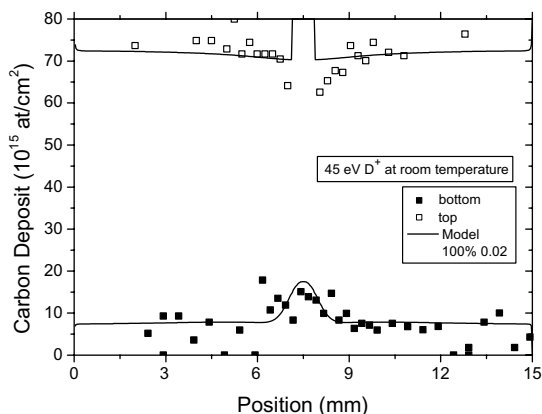 80
70
60
50
40
30
20
10
0
0
3
6
9
12
15
Carbon Deposit (10^15 at/cm^2)
Position (mm)
45 eV D^+ at room temperature
bottom
top
Model
100% 0.02